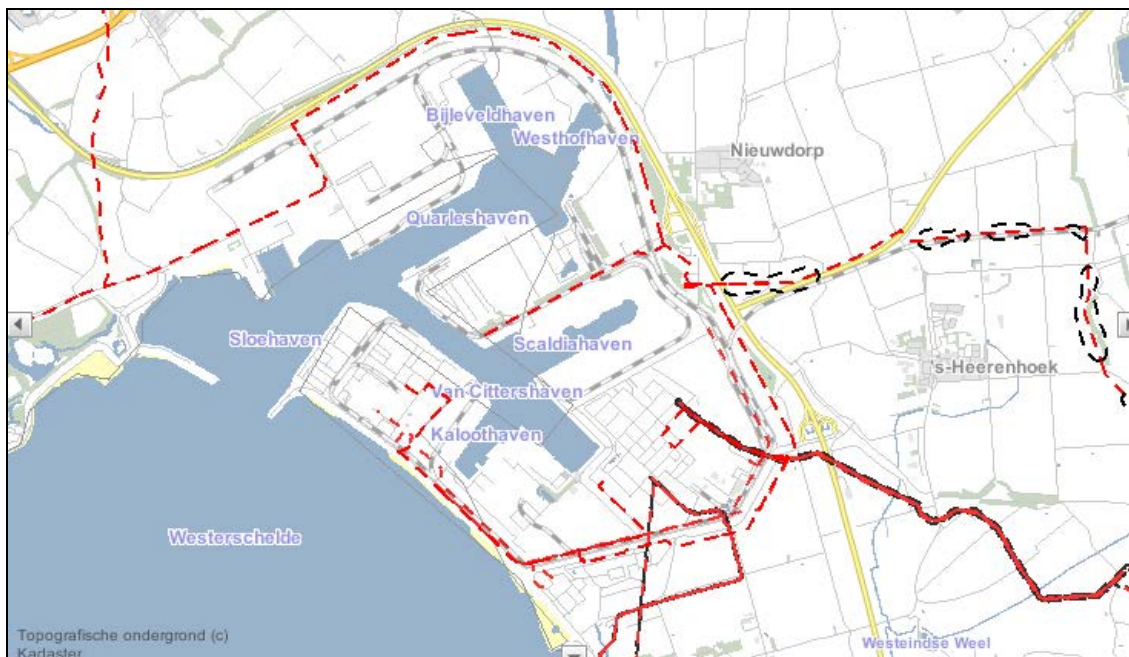 Bijleveldhaven
Westhofhaven
Nieuwdorp
Quarleshaven
Sloehaven
Scaldiahaven
's-Heerenhoek
Van Cittershaven
Kaloothaven
Westerschelde
Topografische ondergrond (c)
Kadaster
Westeindse Weel